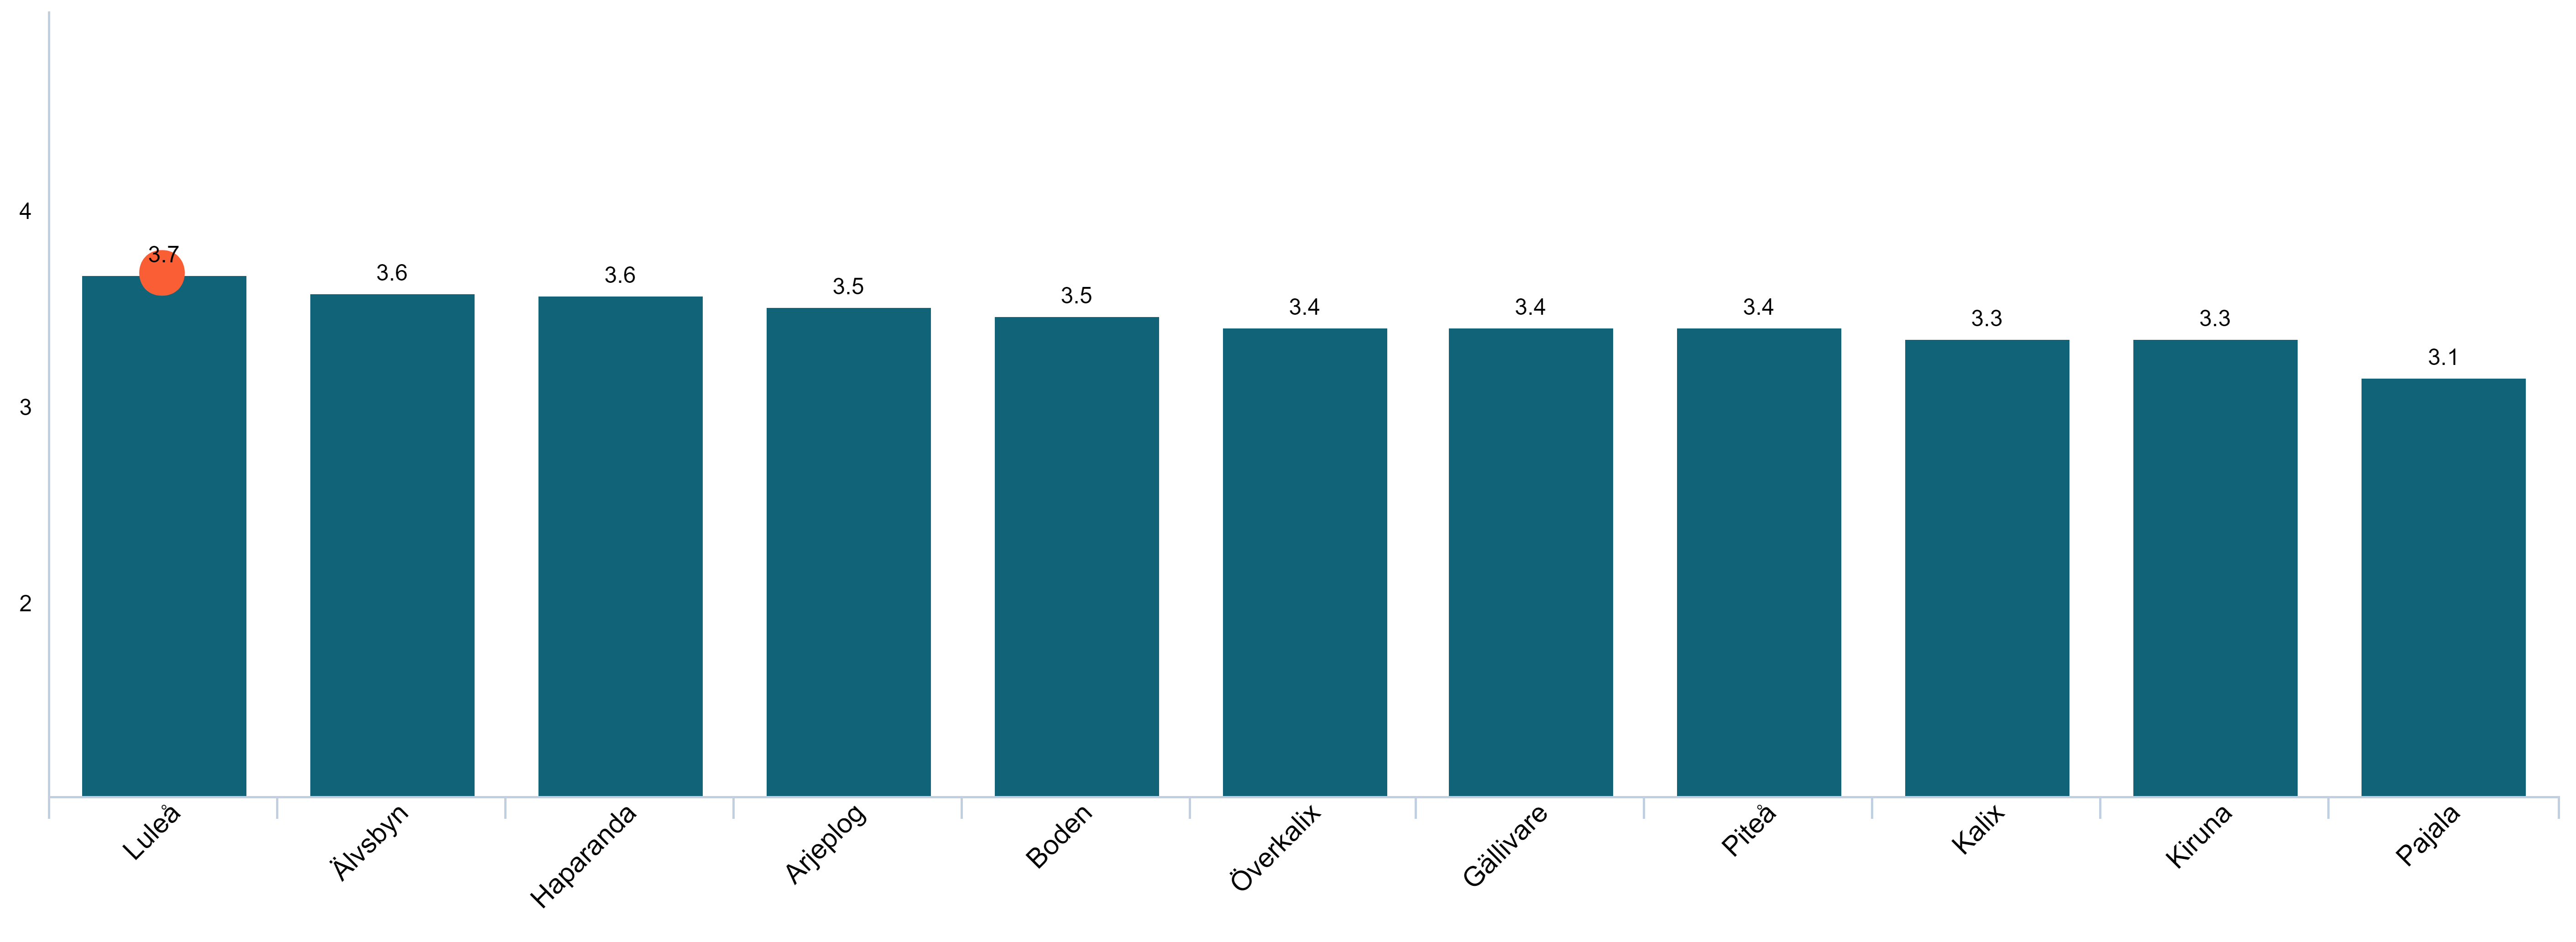 4
3
2
3.7
3.6
3.6
3.5
3.5
3.4
3.4
3.4
3.3
3.3
3.1
Luleå
Älvsbyn
Haparanda
Arjeplog
Boden
Överkalix
Gällivare
Piteå
Kalix
Kiruna
Pajala